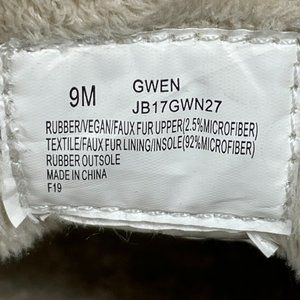 9M
GWEN
JB17GWN27
RUBBER/VEGAN/FAUX FUR UPPER(2.5%MICROFIBER)
TEXTILE/FAUX FUR LINING/INSOLE(92%MICROFIBER)
RUBBER OUTSOLE
MADE IN CHINA
F19